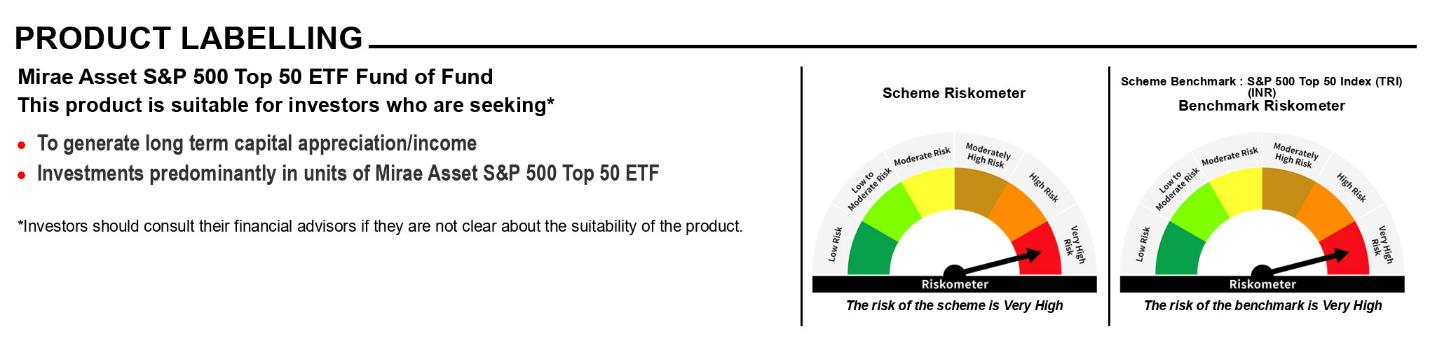 PRODUCT LABELLING
Mirae Asset S&P 500 Top 50 ETF Fund of Fund
This product is suitable for investors who are seeking*
• To generate long term capital appreciation/income
• Investments predominantly in units of Mirae Asset S&P 500 Top 50 ETF
*Investors should consult their financial advisors if they are not clear about the suitability of the product.
Scheme Riskometer
Low Risk
Low to
Moderate Risk
Moderate Risk
Moderately
High Risk
High Risk
Very High
Risk
Riskometer
The risk of the scheme is Very High
Scheme Benchmark : S&P 500 Top 50 Index (TRI)
(INR)
Benchmark Riskometer
Low Risk
Low to
Moderate Risk
Moderate Risk
Moderately
High Risk
High Risk
Very High
Risk
Riskometer
The risk of the benchmark is Very High